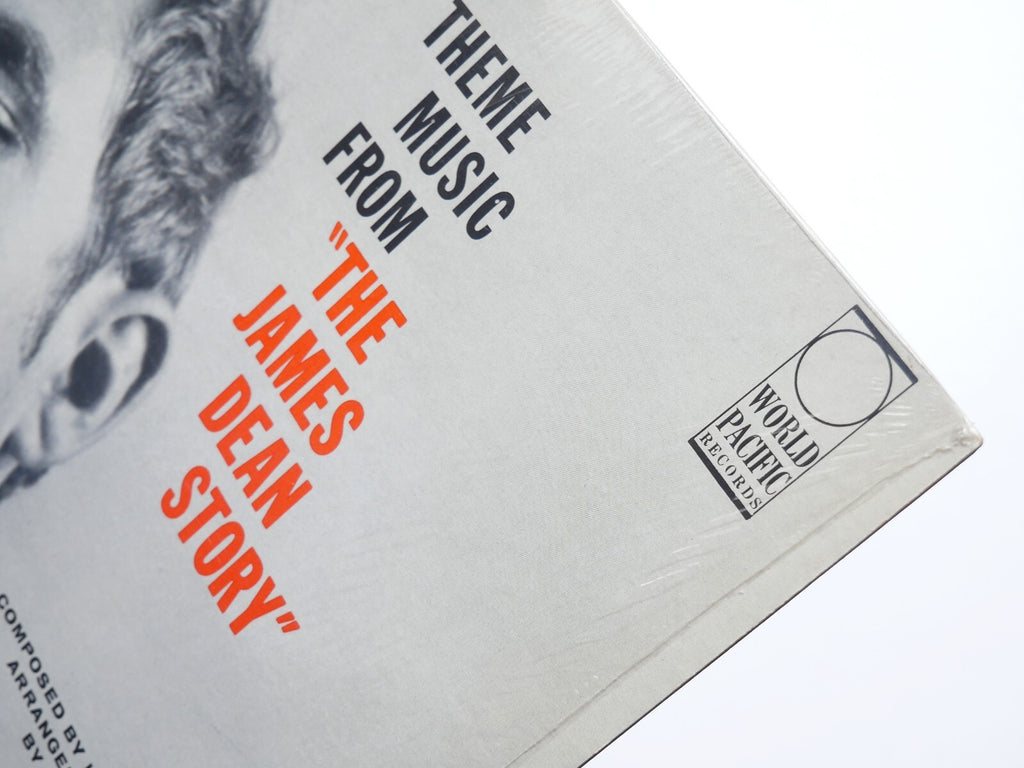 THEME
MUSIC
FROM
"THE
JAMES
DEAN
STORY"
WORLD
PACIFIC
RECORDS
COMPOSED BY
BY